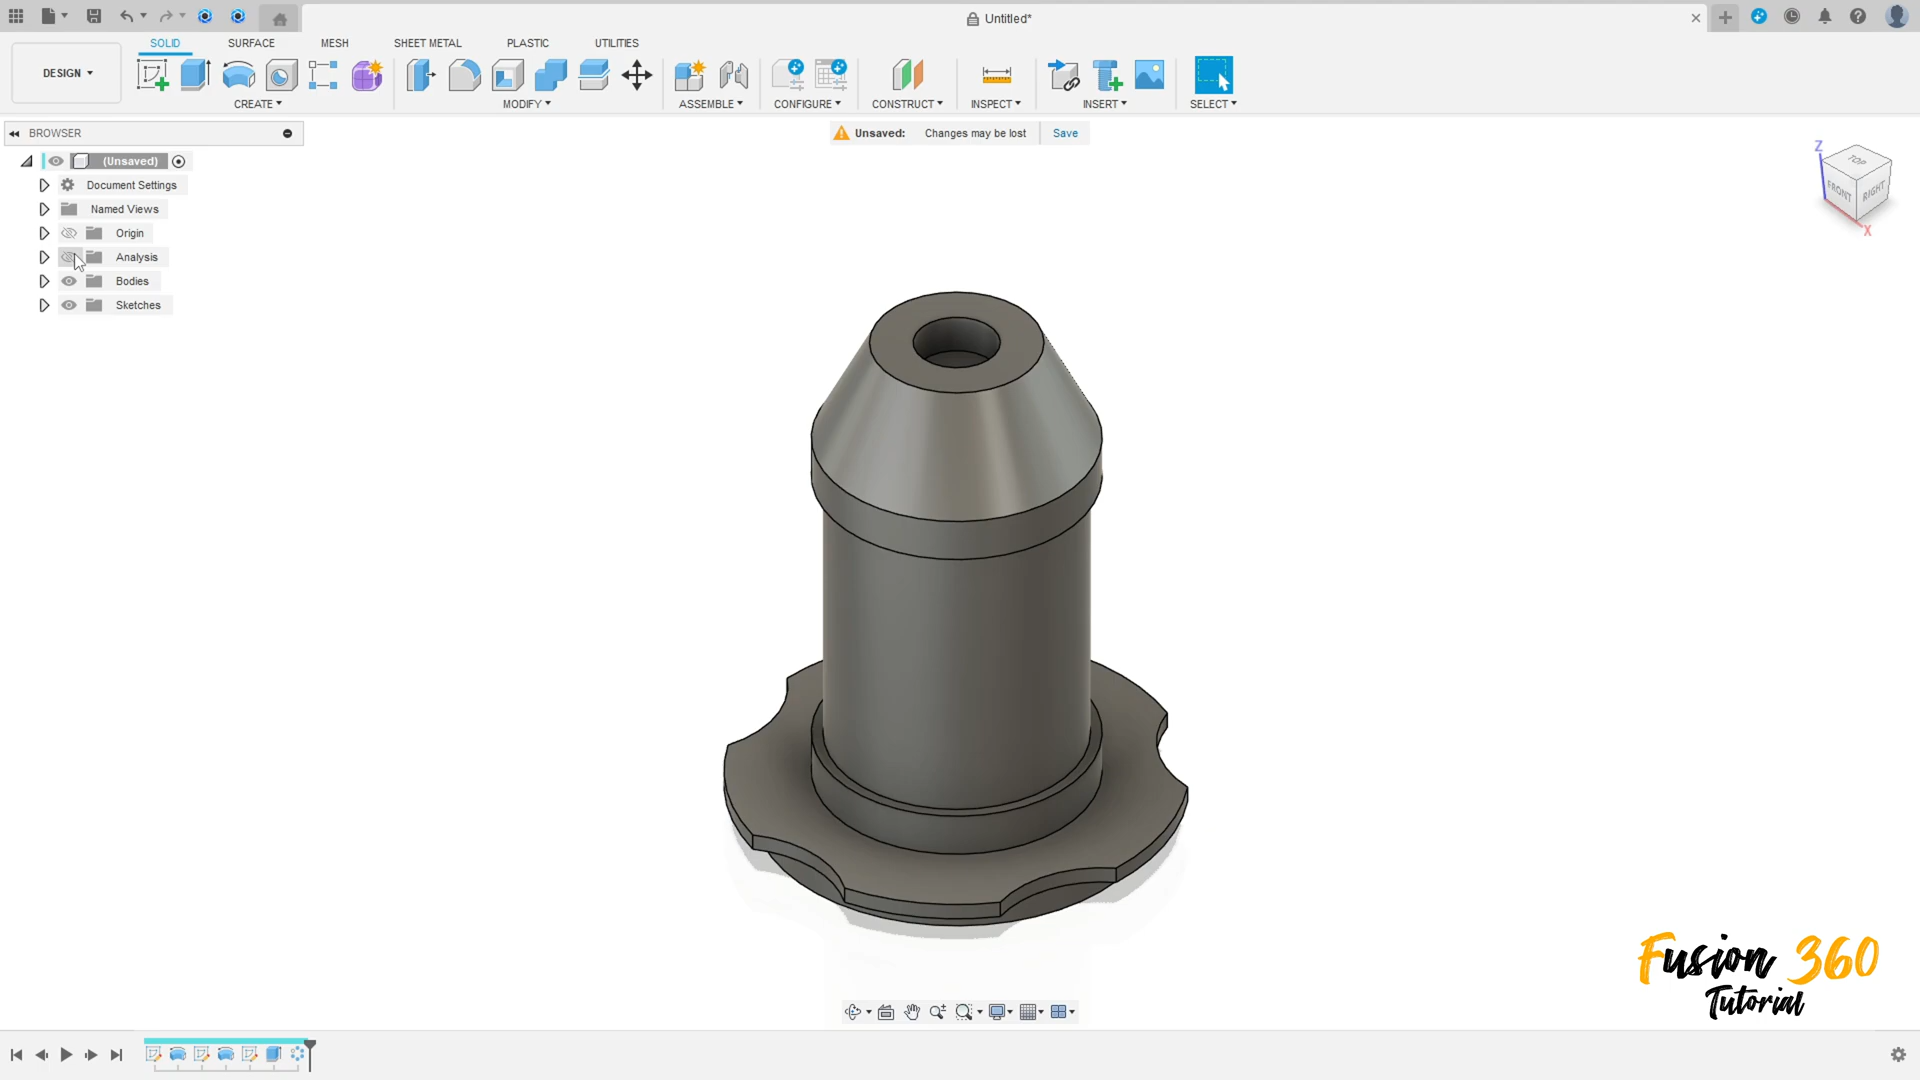 Untitled*
SOLID SURFACE MESH SHEET METAL PLASTIC UTILITIES
DESIGN
CREATE MODIFY ASSEMBLE CONFIGURE CONSTRUCT INSPECT INSERT SELECT
BROWSER
Unsaved: Changes may be lost Save
(Unsaved)
Document Settings
Named Views
Origin
Analysis
Bodies
Sketches
Z
TOP
FRONT
RIGHT
X
Fusion 360
Tutorial